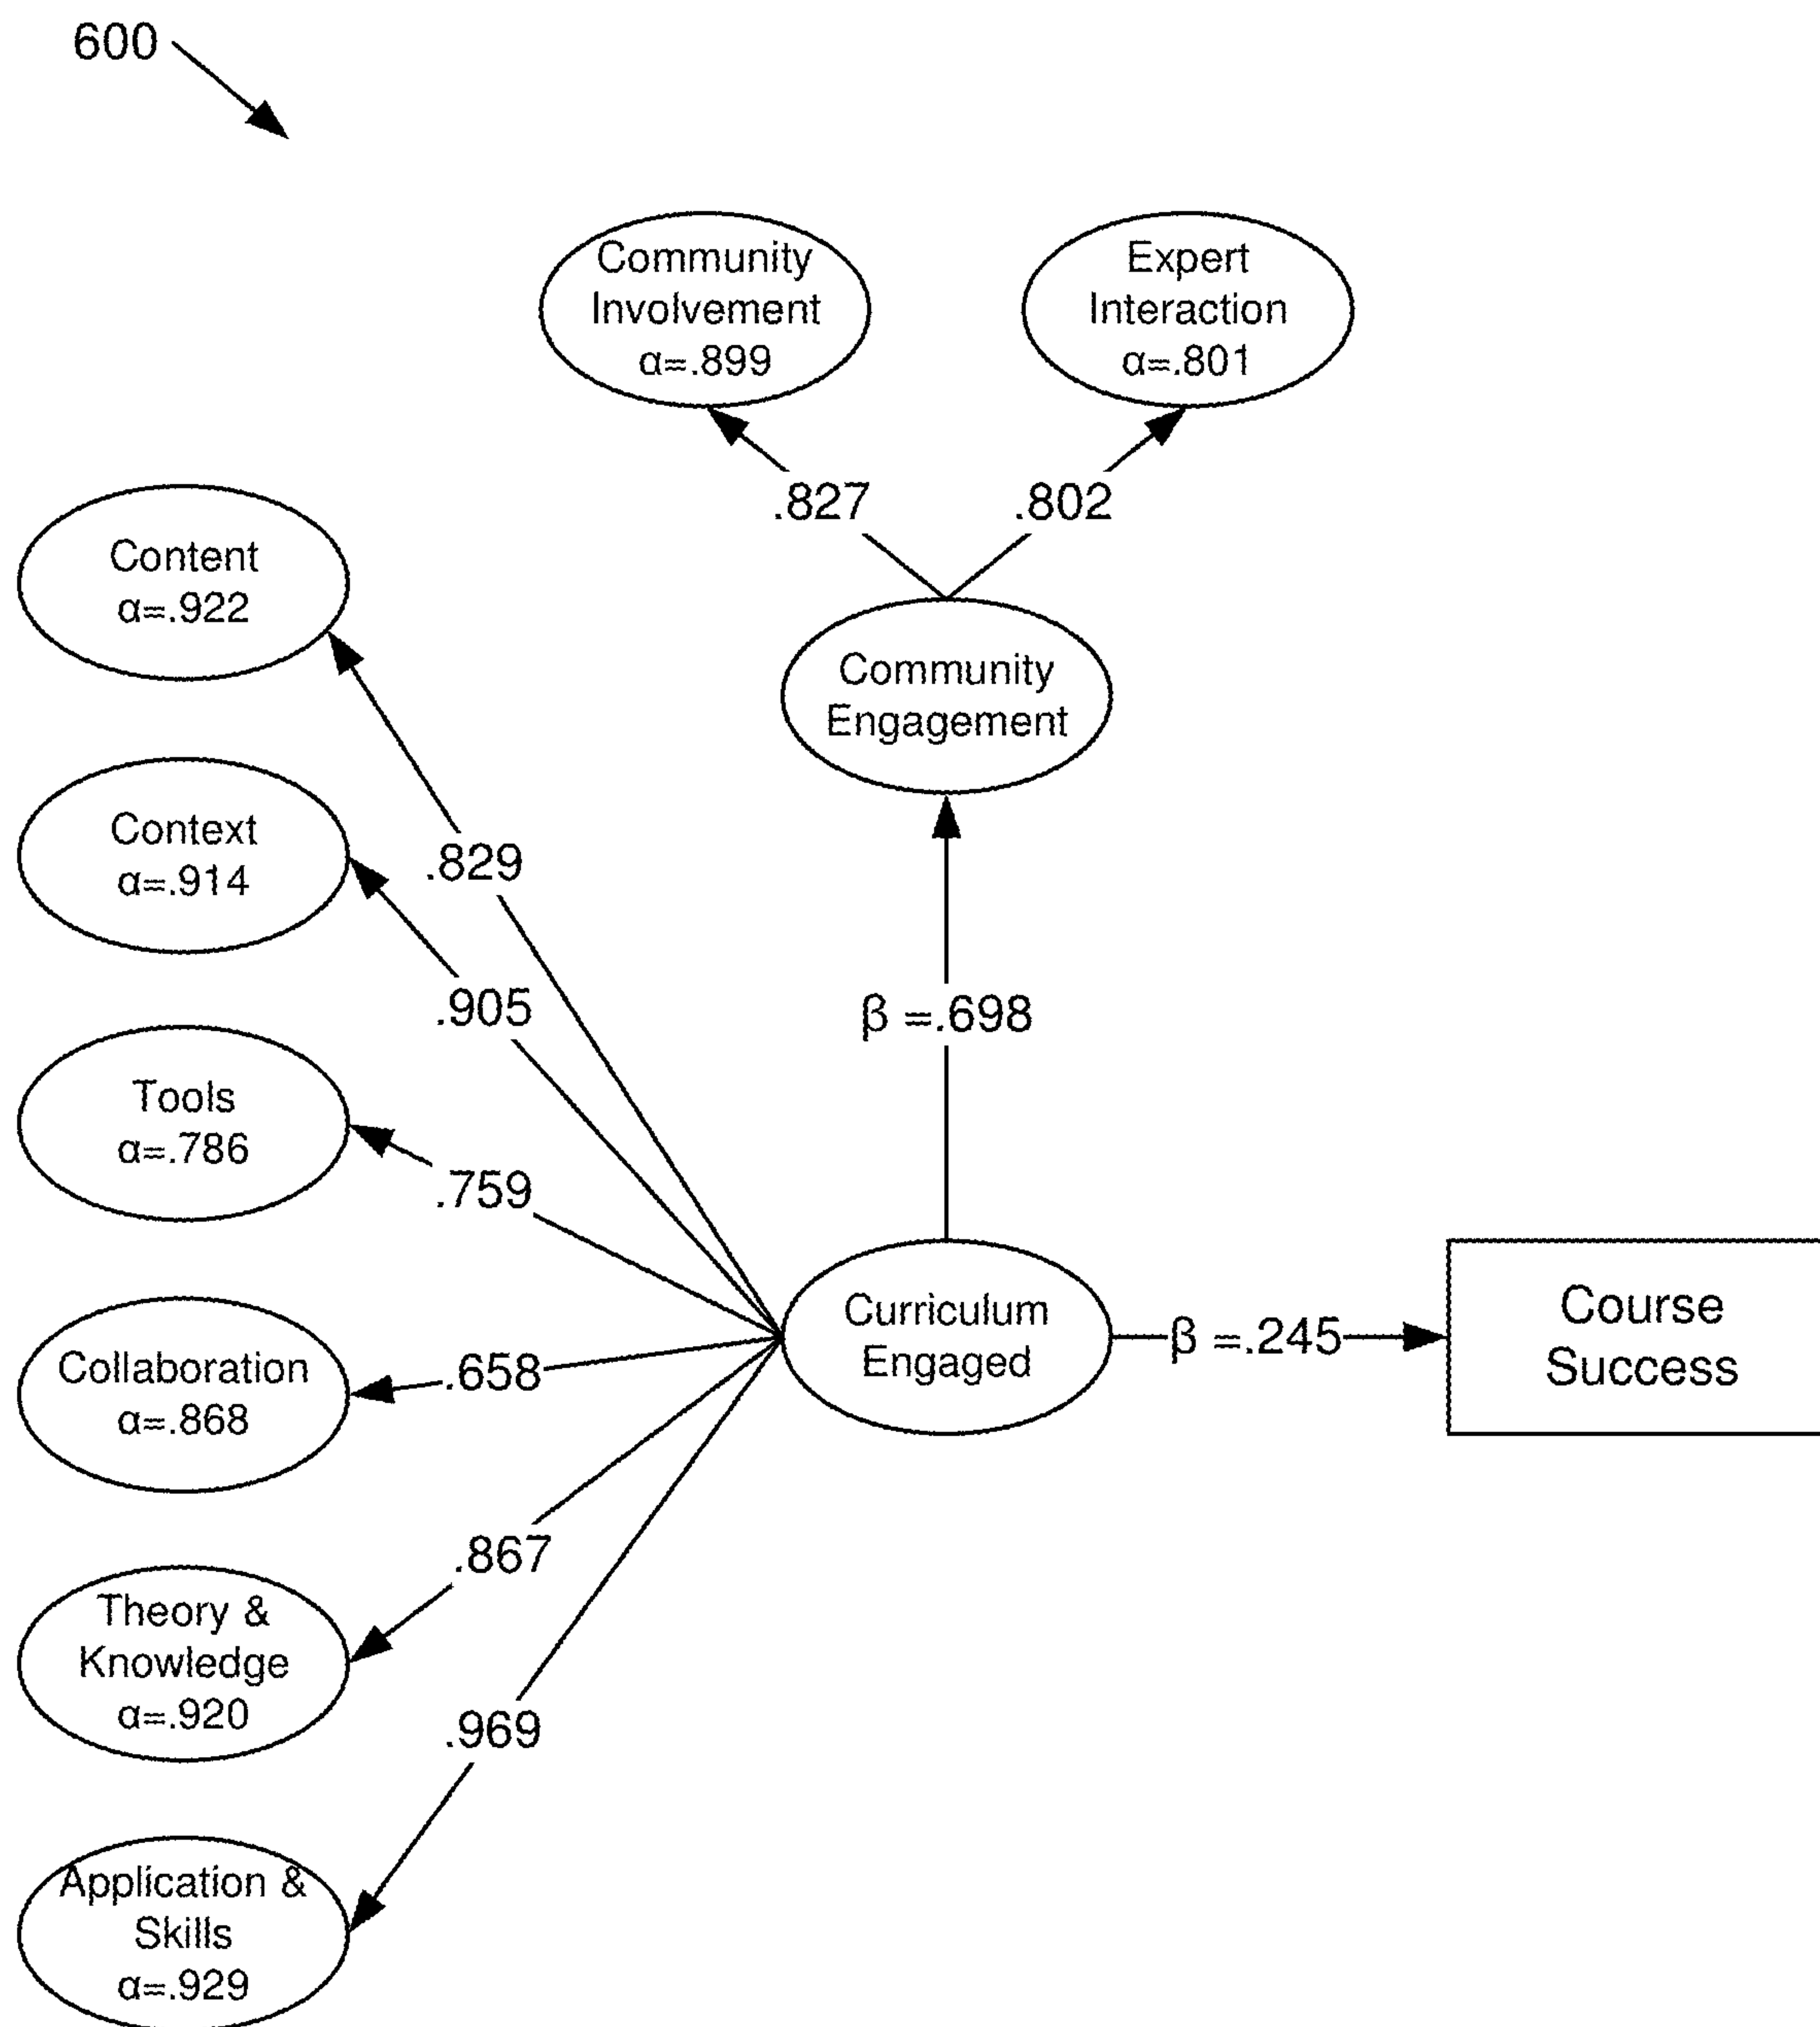 600
Community
Involvement
α=.899
Expert
Interaction
α=.801
.827
.802
Content
α=.922
Community
Engagement
Context
α=.914
.829
.905
β =.698
Tools
α=.786
.759
Collaboration
α=.868
.658
Curriculum
Engaged
β =.245
Course
Success
.867
Theory &
Knowledge
α=.920
.969
Application &
Skills
α=.929